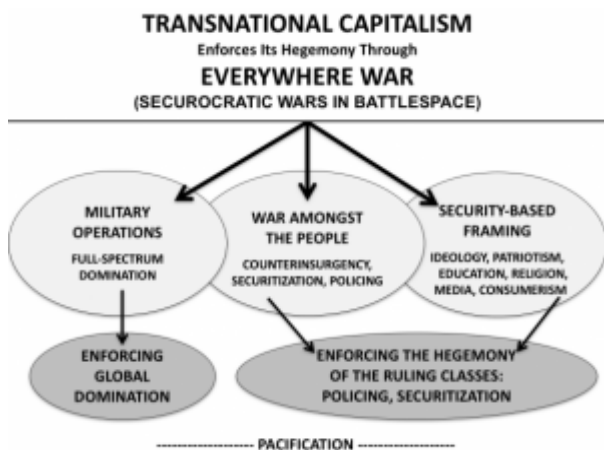 TRANSNATIONAL CAPITALISM
Enforces Its Hegemony Through
EVERYWHERE WAR
(SECUROCRATIC WARS IN BATTLESPACE)
MILITARY
OPERATIONS
FULL-SPECTRUM
DOMINATION
WAR AMONGST
THE PEOPLE
COUNTERINSURGENCY,
SECURITIZATION, POLICING
SECURITY-BASED
FRAMING
IDEOLOGY, PATRIOTISM,
EDUCATION, RELIGION,
MEDIA, CONSUMERISM
ENFORCING
GLOBAL
DOMINATION
ENFORCING THE HEGEMONY
OF THE RULING CLASSES:
POLICING, SECURITIZATION
--------------------- PACIFICATION ---------------------